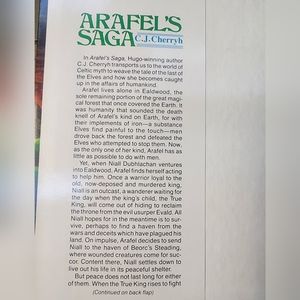 ARAFEL'S
SAGA C.J. Cherryh
In Arafel's Saga, Hugo-winning author
C.J. Cherryh transports us to the world of
Celtic myth to weave the tale of the last of
the Elves and how she becomes caught
up in the affairs of humankind.
Arafel lives alone in Ealdwood, the
sole remaining portion of the great magi-
cal forest that once covered the Earth. It
was humanity that sounded the death
knell of Arafel's kind on Earth, for with
their implements of iron—a substance
Elves find painful to the touch—men
drove back the forest and defeated the
Elves who attempted to stop them. Now,
as the only one of her kind, Arafel has as
little as possible to do with men.
Yet, when Niall Dubhlachan ventures
into Ealdwood, Arafel finds herself acting
to help him. Once a warrior loyal to the
old, now-deposed and murdered king,
Niall is an outcast, a wanderer waiting for
the day when the king's child, the True
King, will come out of hiding to reclaim
the throne from the evil usurper Evald. All
Niall hopes for in the meantime is to sur-
vive, perhaps to find a haven from the
wars and deceits which have plagued his
land. On impulse, Arafel decides to send
Niall to the haven of Beorc's Steading,
where wounded creatures come for suc-
cor. Content there, Niall settles down to
live out his life in its peaceful shelter.
But peace does not last long for either
of them. When the True King rises to fight
(Continued on back flap)